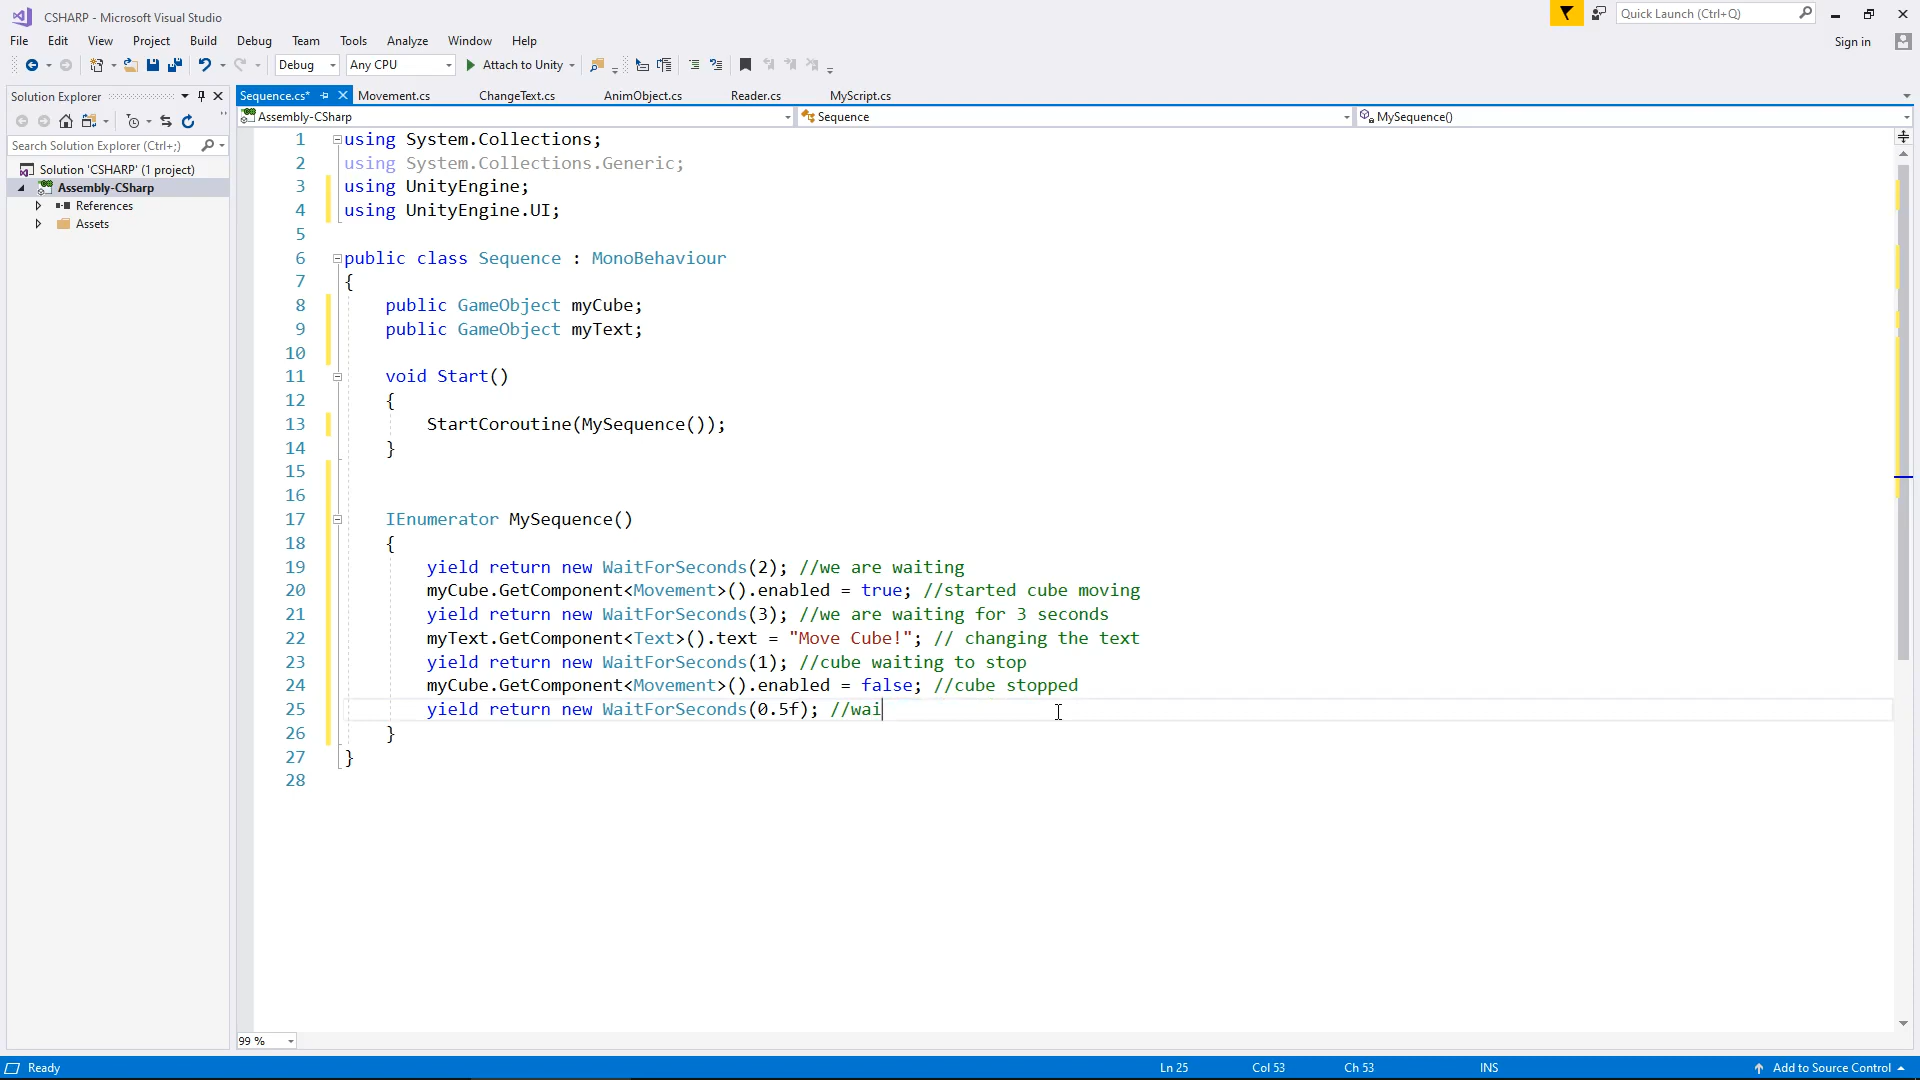 CSHARP - Microsoft Visual Studio
Quick Launch (Ctrl+Q)
File Edit View Project Build Debug Team Tools Analyze Window Help
Sign in
Debug Any CPU Attach to Unity
Solution Explorer
Sequence.cs* Movement.cs ChangeText.cs AnimObject.cs Reader.cs MyScript.cs
Assembly-CSharp Sequence MySequence()
Search Solution Explorer (Ctrl+;)
Solution 'CSHARP' (1 project)
Assembly-CSharp
References
Assets
1 using System.Collections;
2 using System.Collections.Generic;
3 using UnityEngine;
4 using UnityEngine.UI;
5
6 public class Sequence : MonoBehaviour
7 {
8 public GameObject myCube;
9 public GameObject myText;
10
11 void Start()
12 {
13 StartCoroutine(MySequence());
14 }
15
16
17 IEnumerator MySequence()
18 {
19 yield return new WaitForSeconds(2); //we are waiting
20 myCube.GetComponent<Movement>().enabled = true; //started cube moving
21 yield return new WaitForSeconds(3); //we are waiting for 3 seconds
22 myText.GetComponent<Text>().text = "Move Cube!"; // changing the text
23 yield return new WaitForSeconds(1); //cube waiting to stop
24 myCube.GetComponent<Movement>().enabled = false; //cube stopped
25 yield return new WaitForSeconds(0.5f); //wai
26 }
27 }
28
99 %
Ready Ln 25 Col 53 Ch 53 INS Add to Source Control